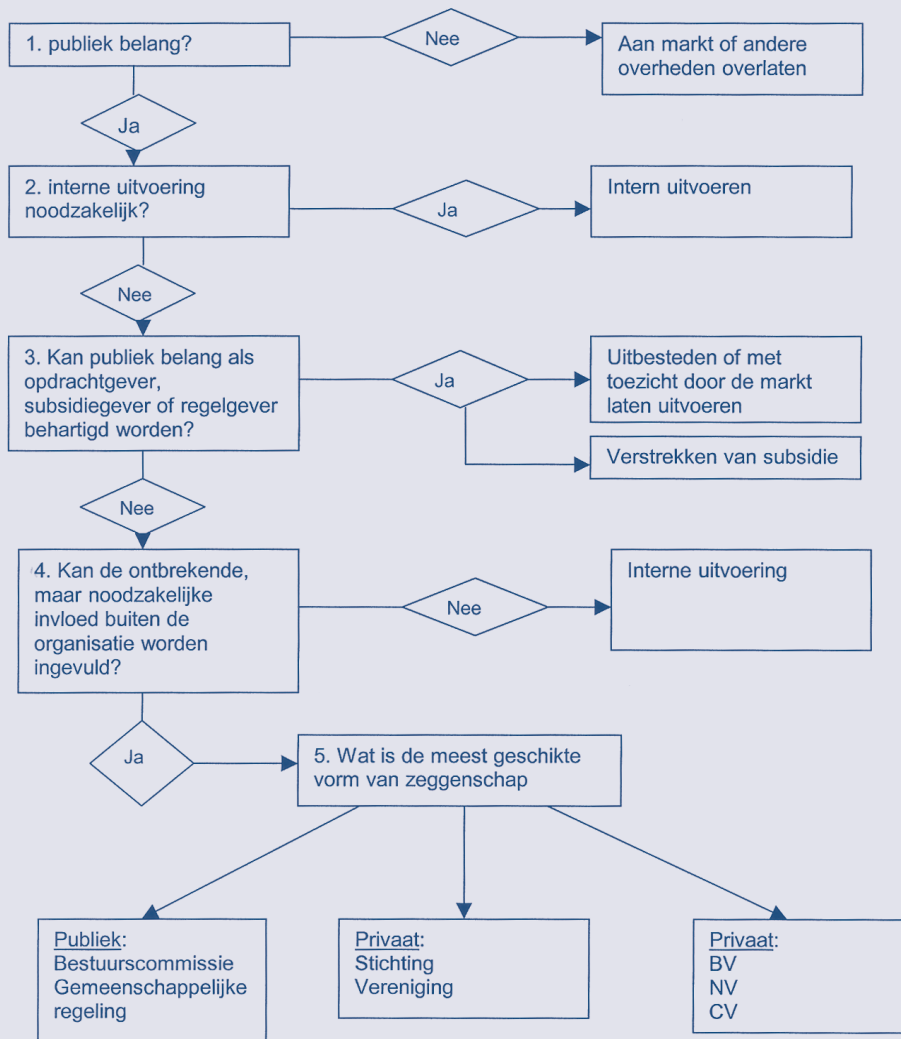 1. publiek belang?
Nee
Aan markt of andere
overheden overlaten
Ja
2. interne uitvoering
noodzakelijk?
Ja
Intern uitvoeren
Nee
3. Kan publiek belang als
opdrachtgever,
subsidiegever of regelgever
behartigd worden?
Ja
Uitbesteden of met
toezicht door de markt
laten uitvoeren
Verstrekken van subsidie
Nee
4. Kan de ontbrekende,
maar noodzakelijke
invloed buiten de
organisatie worden
ingevuld?
Nee
Interne uitvoering
Ja
5. Wat is de meest geschikte
vorm van zeggenschap
Publiek:
Bestuurscommissie
Gemeenschappelijke
regeling
Privaat:
Stichting
Vereniging
Privaat:
BV
NV
CV